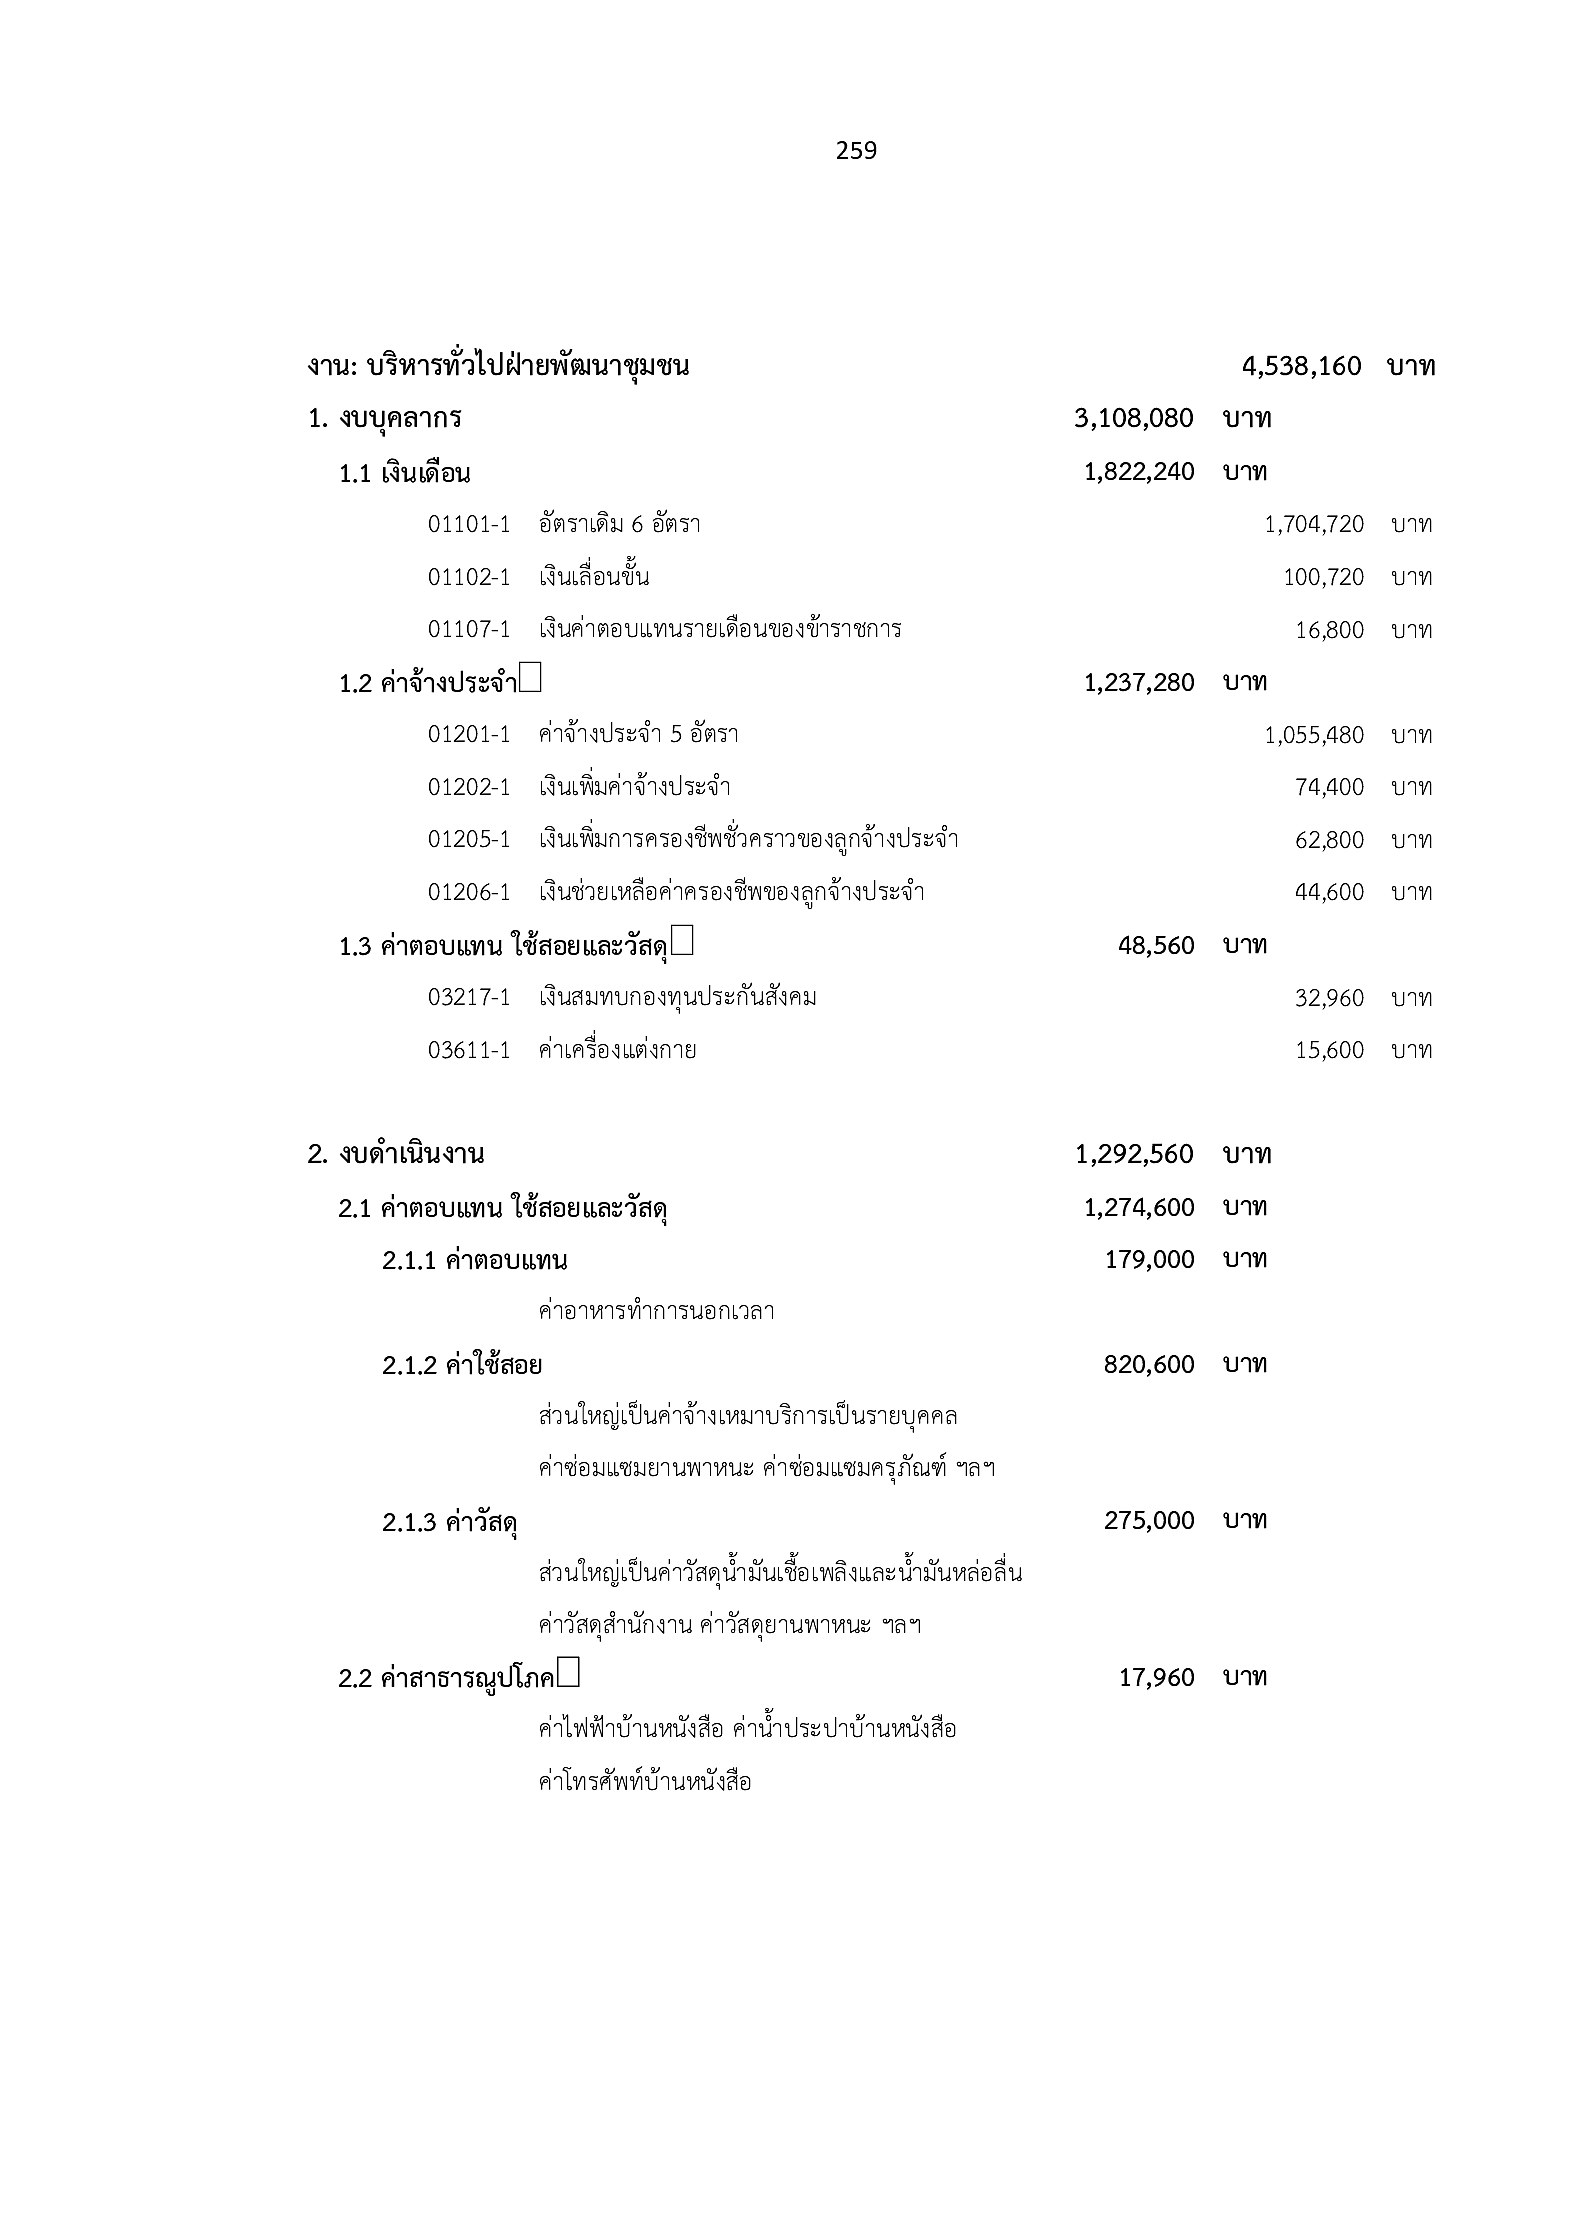 259
งาน: บริหารทั่วไปฝ่ายพัฒนาชุมชน 4,538,160 บาท
1. งบบุคลากร 3,108,080 บาท
1.1 เงินเดือน 1,822,240 บาท
01101-1 อัตราเดิม 6 อัตรา 1,704,720 บาท
01102-1 เงินเลื่อนขั้น 100,720 บาท
01107-1 เงินค่าตอบแทนรายเดือนของข้าราชการ 16,800 บาท
1.2 ค่าจ้างประจำ 1,237,280 บาท
01201-1 ค่าจ้างประจำ 5 อัตรา 1,055,480 บาท
01202-1 เงินเพิ่มค่าจ้างประจำ 74,400 บาท
01205-1 เงินเพิ่มการครองชีพชั่วคราวของลูกจ้างประจำ 62,800 บาท
01206-1 เงินช่วยเหลือค่าครองชีพของลูกจ้างประจำ 44,600 บาท
1.3 ค่าตอบแทน ใช้สอยและวัสดุ 48,560 บาท
03217-1 เงินสมทบกองทุนประกันสังคม 32,960 บาท
03611-1 ค่าเครื่องแต่งกาย 15,600 บาท
2. งบดำเนินงาน 1,292,560 บาท
2.1 ค่าตอบแทน ใช้สอยและวัสดุ 1,274,600 บาท
2.1.1 ค่าตอบแทน 179,000 บาท
ค่าอาหารทำการนอกเวลา
2.1.2 ค่าใช้สอย 820,600 บาท
ส่วนใหญ่เป็นค่าจ้างเหมาบริการเป็นรายบุคคล
ค่าซ่อมแซมยานพาหนะ ค่าซ่อมแซมครุภัณฑ์ ฯลฯ
2.1.3 ค่าวัสดุ 275,000 บาท
ส่วนใหญ่เป็นค่าวัสดุน้ำมันเชื้อเพลิงและน้ำมันหล่อลื่น
ค่าวัสดุสำนักงาน ค่าวัสดุยานพาหนะ ฯลฯ
2.2 ค่าสาธารณูปโภค 17,960 บาท
ค่าไฟฟ้าบ้านหนังสือ ค่าน้ำประปาบ้านหนังสือ
ค่าโทรศัพท์บ้านหนังสือ